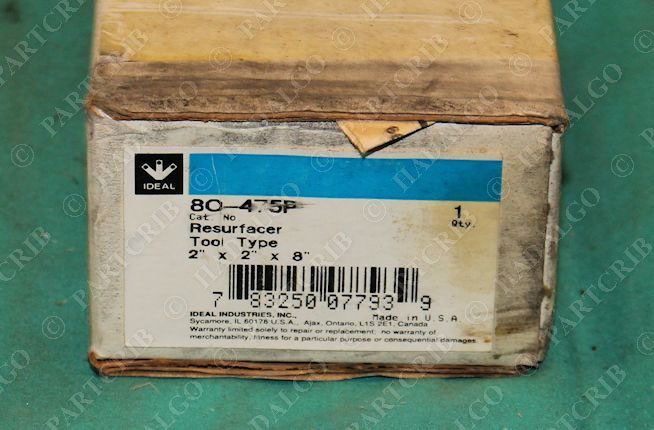 IDEAL
80-475P
Cat. No
1
Qty.
Resurfacer
Tool Type
2" x 2" x 8"
7 83250 07793 9
IDEAL INDUSTRIES, INC., Made in U.S.A
Sycamore, IL 60178 U.S.A., Ajax, Ontario, L1S 2E1, Canada
Warranty limited solely to repair or replacement; no warranty of
merchantability, fitness for a particular purpose or consequential damages.
© PARTCRIB
© HADALGO